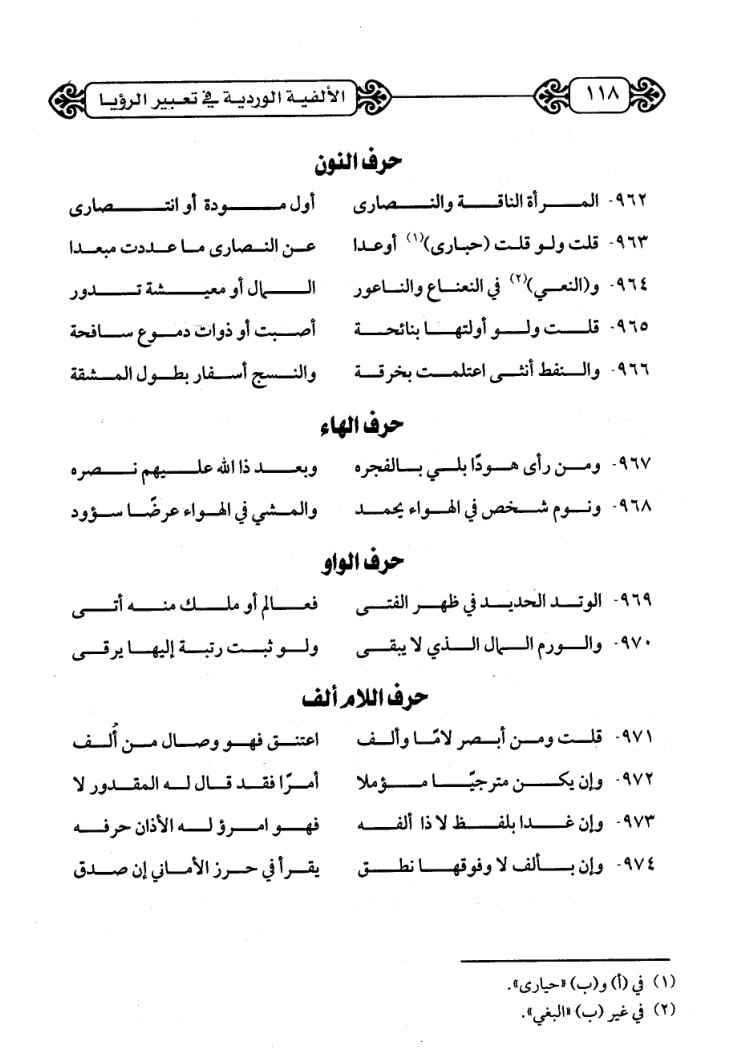 ١١٨
الألفية الوردية في تعبير الرؤيا
حرف النون
٩٦٢- المرأة الناقة والنصارى أول مودة أو انتصارى
٩٦٣- قلت ولو قلت (حبارى)(١) أوعدا عن النصارى ما عددت مبعدا
٩٦٤- و(النعي)(٢) في النعناع والناعور المال أو معيشة تدور
٩٦٥- قلت ولو أولتها بنائحة أصبت أو ذوات دموع سافحة
٩٦٦- والنفط أنثى اعتلمت بخرقة والنسج أسفار بطول المشقة
حرف الهاء
٩٦٧- ومن رأى هودًا بلي بالفجره وبعد ذا الله عليهم نصره
٩٦٨- ونوم شخص في الهواء يحمد والمشي في الهواء عرضًا سؤود
حرف الواو
٩٦٩- الوتد الحديد في ظهر الفتى فعالم أو ملك منه أتى
٩٧٠- والورم المال الذي لا يبقى ولو ثبت رتبة إليها يرقى
حرف اللام ألف
٩٧١- قلت ومن أبصر لامًا وألف اعتنق فهو وصال من أُلف
٩٧٢- وإن يكن مترجيًا مؤملا أمرًا فقد قال له المقدور لا
٩٧٣- وإن غدا بلفظ لا ذا ألفه فهو امرؤ له الأذان حرفه
٩٧٤- وإن بألف لا وفوقها نطق يقرأ في حرز الأماني إن صدق
(١) في (أ) و(ب) «حيارى».
(٢) في غير (ب) «البغي».